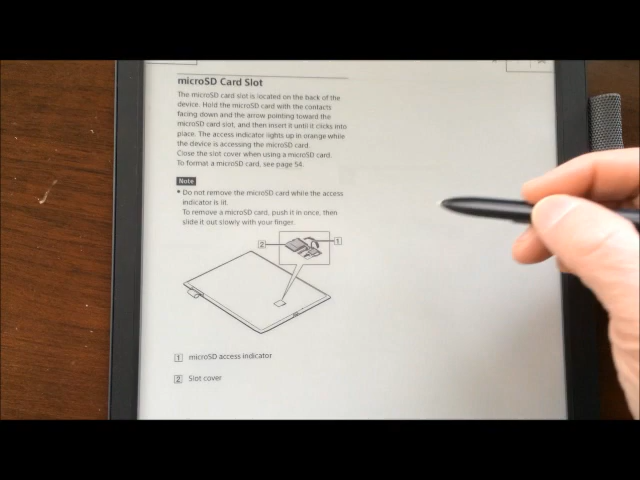 microSD Card Slot
The microSD card slot is located on the back of the
device. Hold the microSD card with the contacts
facing down and the arrow pointing toward the
microSD card slot, and then insert it until it clicks into
place. The access indicator lights up in orange while
the device is accessing the microSD card.
Close the slot cover when using a microSD card.
To format a microSD card, see page 54.
Note
• Do not remove the microSD card while the access
indicator is lit.
To remove a microSD card, push it in once, then
slide it out slowly with your finger.
2 1
1 microSD access indicator
2 Slot cover